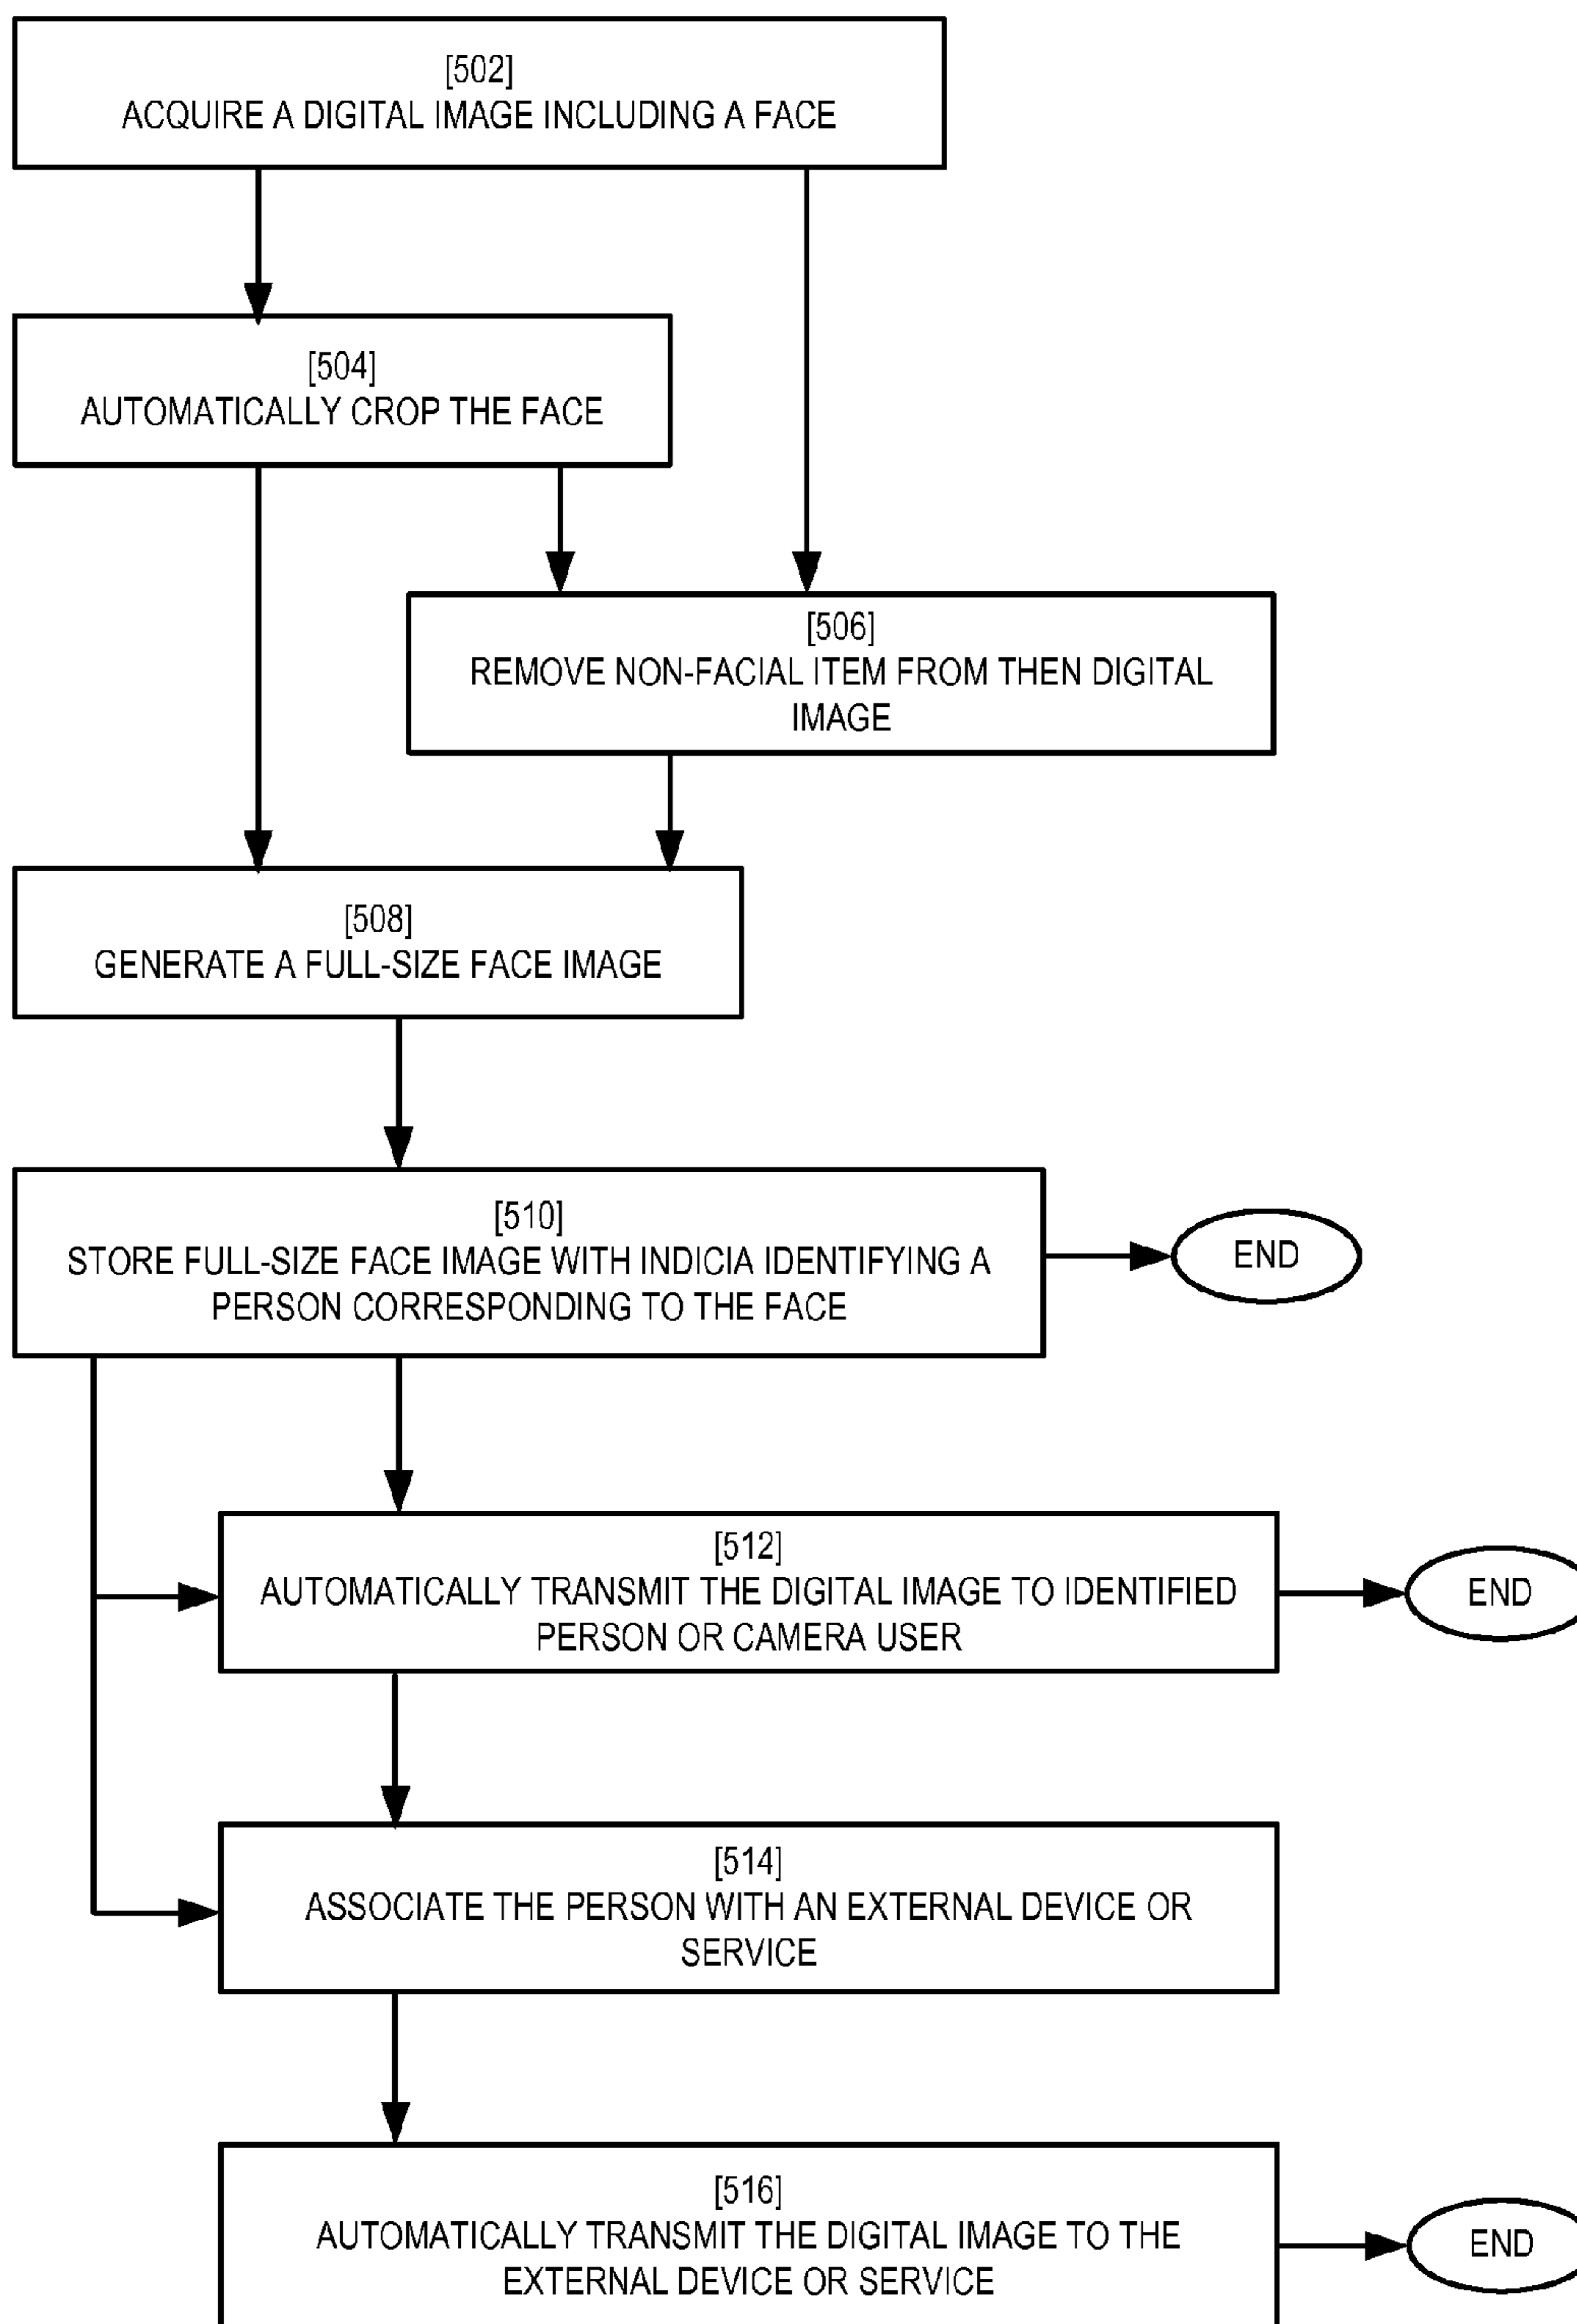 [502]
ACQUIRE A DIGITAL IMAGE INCLUDING A FACE
[504]
AUTOMATICALLY CROP THE FACE
[506]
REMOVE NON-FACIAL ITEM FROM THEN DIGITAL
IMAGE
[508]
GENERATE A FULL-SIZE FACE IMAGE
[510]
STORE FULL-SIZE FACE IMAGE WITH INDICIA IDENTIFYING A
PERSON CORRESPONDING TO THE FACE
END
[512]
AUTOMATICALLY TRANSMIT THE DIGITAL IMAGE TO IDENTIFIED
PERSON OR CAMERA USER
END
[514]
ASSOCIATE THE PERSON WITH AN EXTERNAL DEVICE OR
SERVICE
[516]
AUTOMATICALLY TRANSMIT THE DIGITAL IMAGE TO THE
EXTERNAL DEVICE OR SERVICE
END